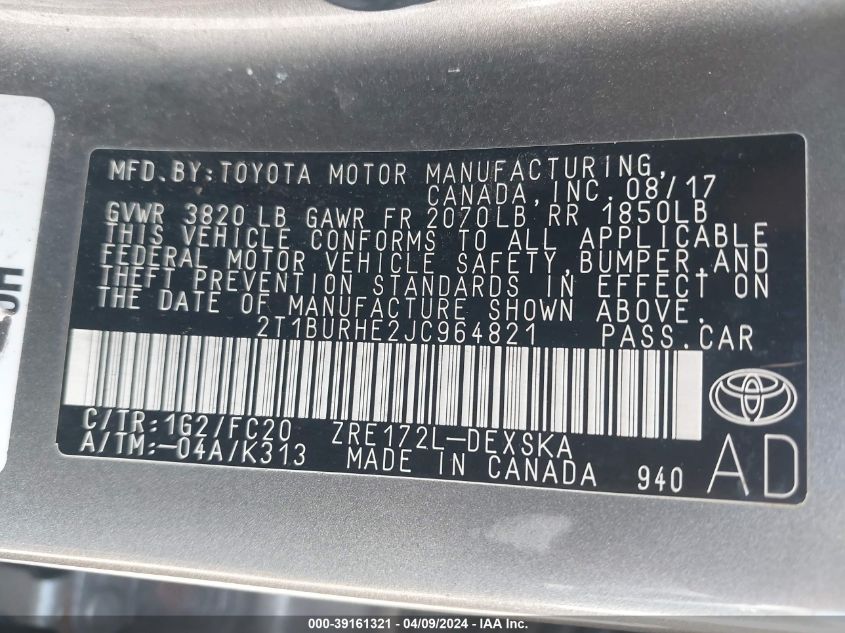 MFD.BY:TOYOTA MOTOR MANUFACTURING,
CANADA,INC. 08/17
GVWR 3820 LB GAWR FR 2070LB RR 1850LB
THIS VEHICLE CONFORMS TO ALL APPLICABLE
FEDERAL MOTOR VEHICLE SAFETY,BUMPER,AND
THEFT PREVENTION STANDARDS IN EFFECT ON
THE DATE OF MANUFACTURE SHOWN ABOVE.
2T1BURHE2JC964821 PASS.CAR
C/TR:1G2/FC20 ZRE172L-DEXSKA
A/TM:-04A/K313 MADE IN CANADA 940
AD
000-39161321 - 04/09/2024 - IAAI.com